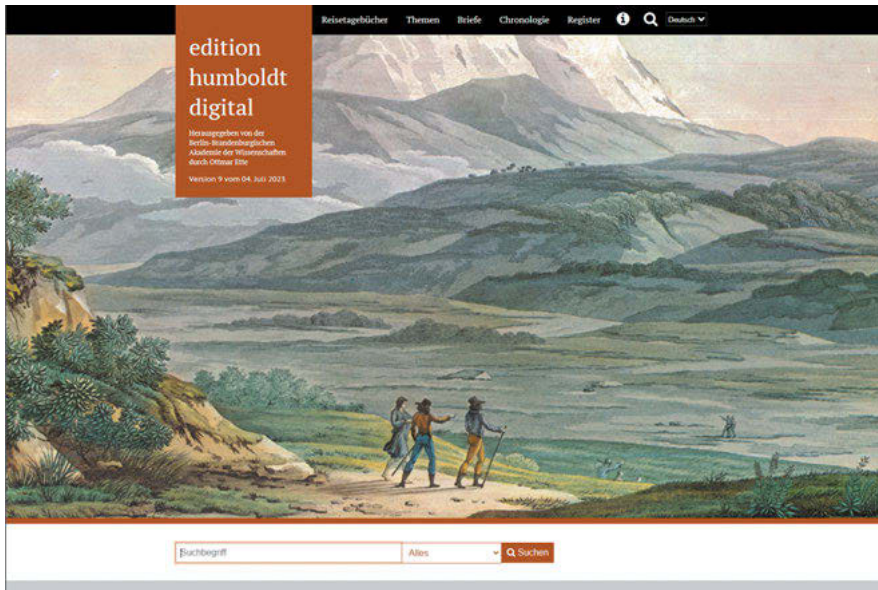 Reisetagebücher Themen Briefe Chronologie Register Deutsch
edition
humboldt
digital
Herausgegeben von der
Berlin-Brandenburgischen
Akademie der Wissenschaften
durch Ottmar Ette
Version 9 vom 04. Juli 2023
Suchbegriff Alles Suchen